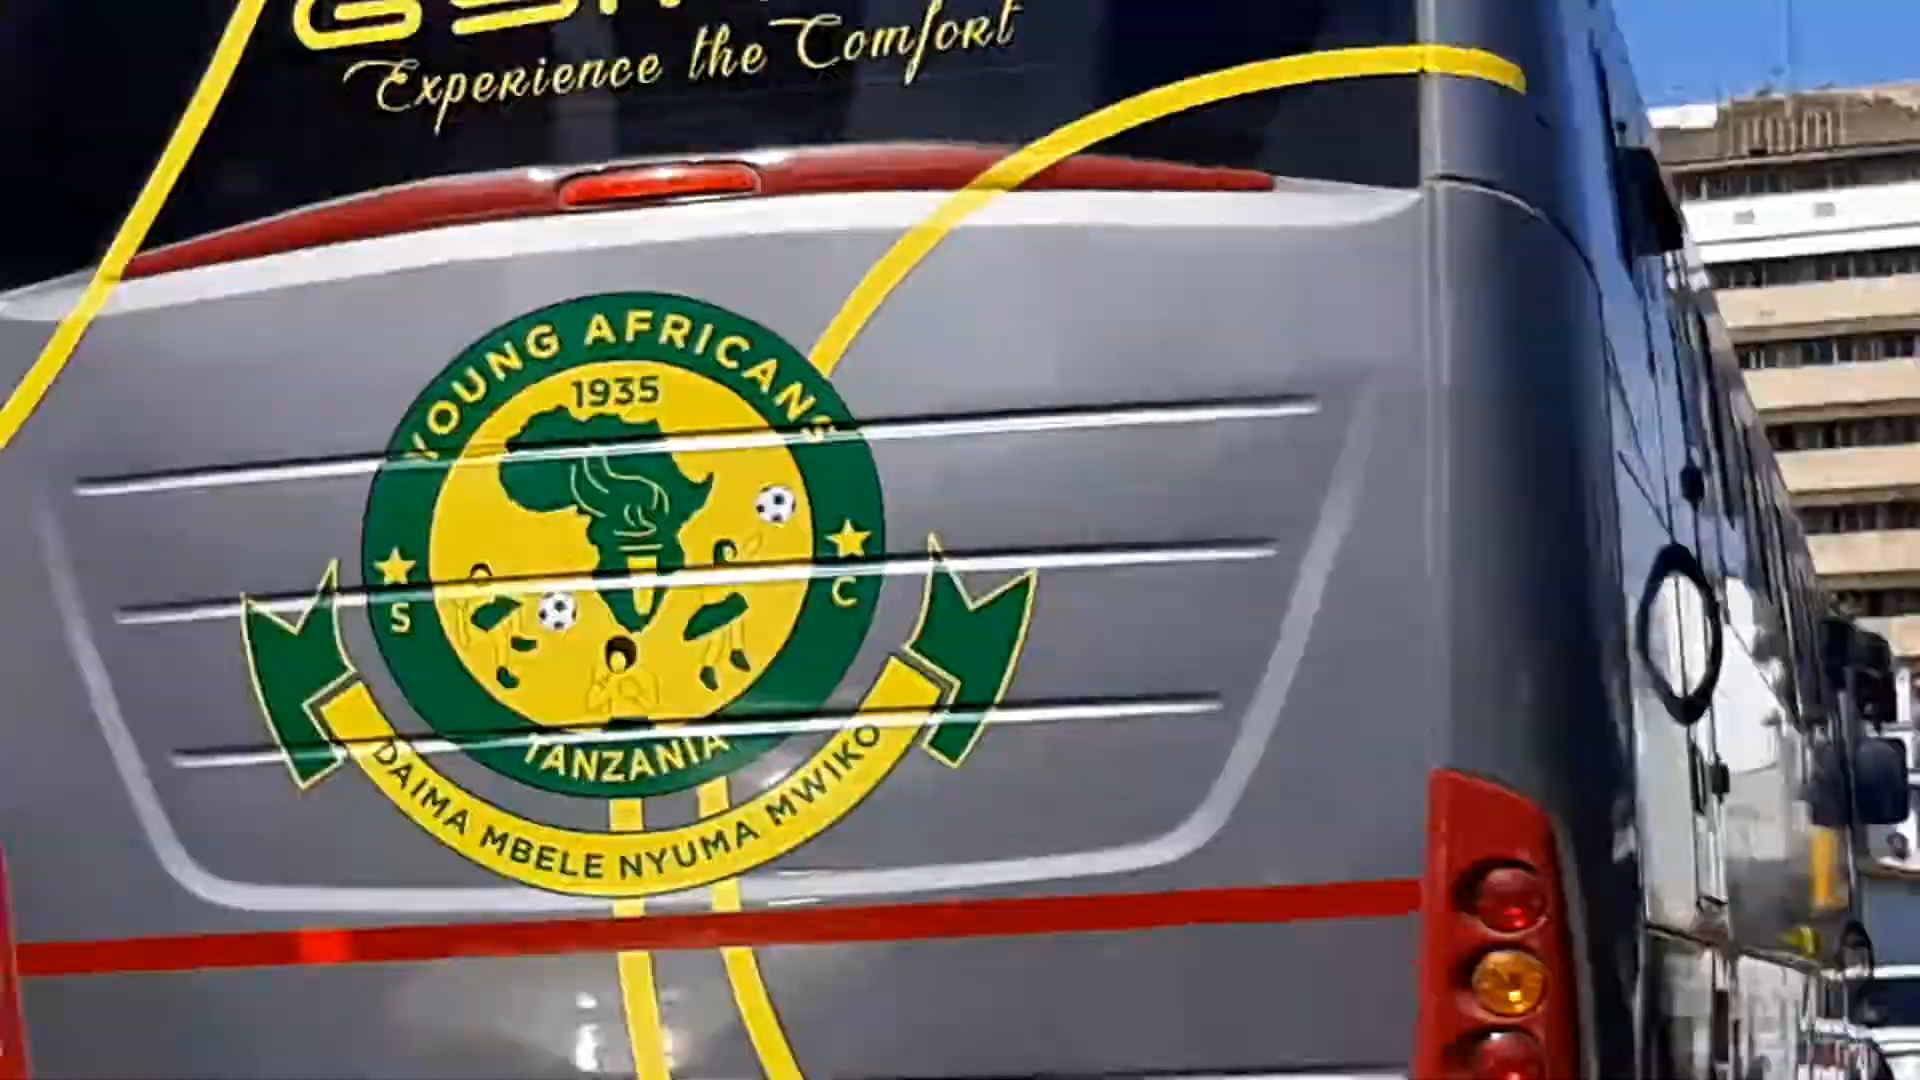 Experience the Comfort
YOUNG AFRICANS
1935
S C
TANZANIA
DAIMA MBELE NYUMA MWIKO